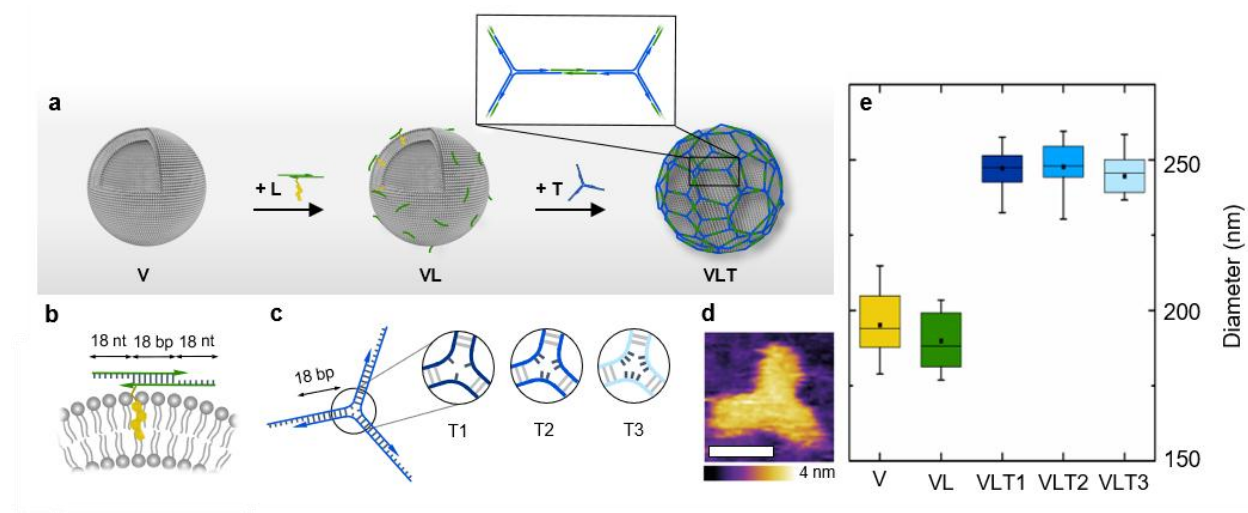 a
+ L
+ T
V
VL
VLT
b
18 nt 18 bp 18 nt
c
18 bp
T1
T2
T3
d
4 nm
e
250
200
150
Diameter (nm)
V VL VLT1 VLT2 VLT3